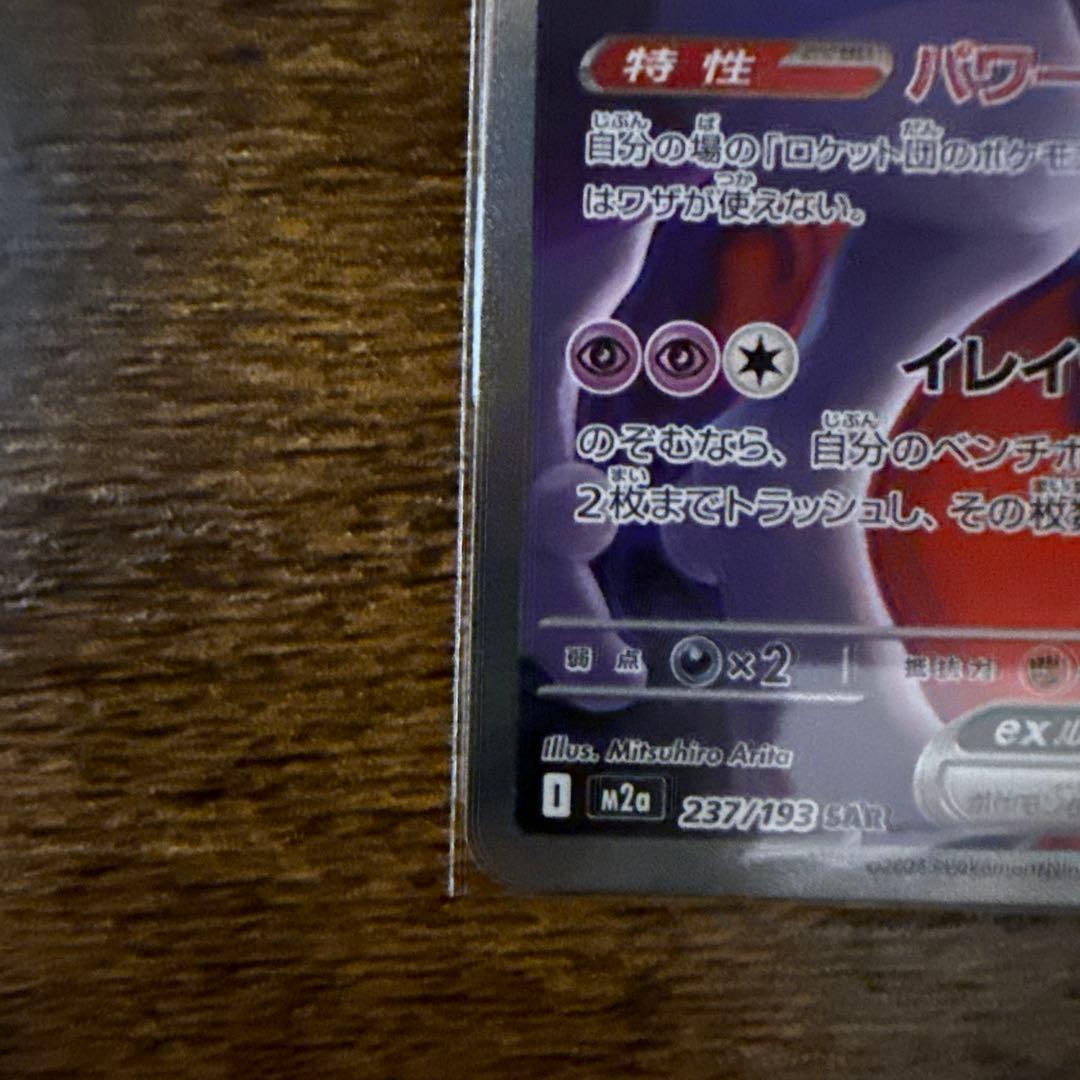 特性 パワー
自分の場の「ロケット団のポケモ
はワザが使えない。
イレイ
のぞむなら、自分のベンチポ
2枚までトラッシュし、その枚数
弱点 ×2 抵抗力
ex
Illus. Mitsuhiro Arita
I M2a 237/193 SAR